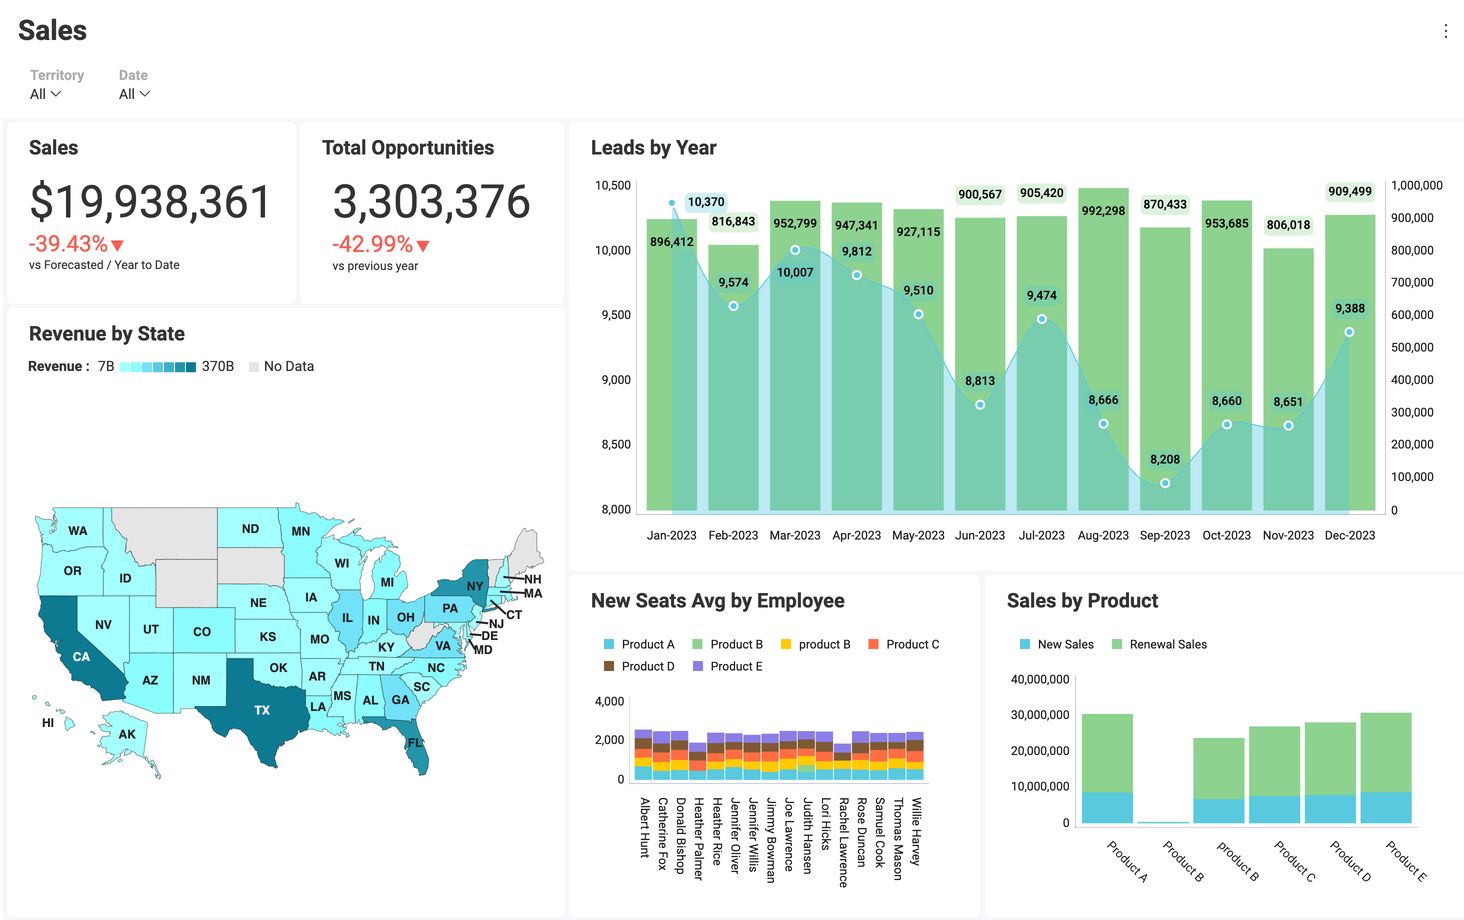 Sales
Territory
Date
All
All
Sales
$19,938,361
-39.43%
vs Forecasted / Year to Date
Total Opportunities
3,303,376
-42.99%
vs previous year
Revenue by State
Revenue : 7B 370B No Data
WA
OR
ID
ND
MN
WI
MI
NY
NH
MA
CT
NJ
DE
MD
PA
NE
IA
IL
IN
OH
NV
UT
CO
KS
MO
KY
VA
CA
AZ
NM
OK
AR
TN
NC
SC
TX
LA
MS
AL
GA
FL
HI
AK
Leads by Year
10,500
10,000
9,500
9,000
8,500
8,000
1,000,000
900,000
800,000
700,000
600,000
500,000
400,000
300,000
200,000
100,000
0
896,412
816,843
952,799
947,341
927,115
900,567
905,420
992,298
870,433
953,685
806,018
909,499
10,370
9,574
10,007
9,812
9,510
8,813
9,474
8,666
8,208
8,660
8,651
9,388
Jan-2023 Feb-2023 Mar-2023 Apr-2023 May-2023 Jun-2023 Jul-2023 Aug-2023 Sep-2023 Oct-2023 Nov-2023 Dec-2023
New Seats Avg by Employee
Product A Product B product B Product C
Product D Product E
4,000
2,000
0
Albert Hunt
Catherine Fox
Donald Bishop
Heather Palmer
Heather Rice
Jennifer Oliver
Jennifer Willis
Jimmy Bowman
Joe Lawrence
Judith Hansen
Lori Hicks
Rachel Lawrence
Rose Duncan
Samuel Cook
Thomas Mason
Willie Harvey
Sales by Product
New Sales Renewal Sales
40,000,000
30,000,000
20,000,000
10,000,000
0
Product A
Product B
product B
Product C
Product D
Product E